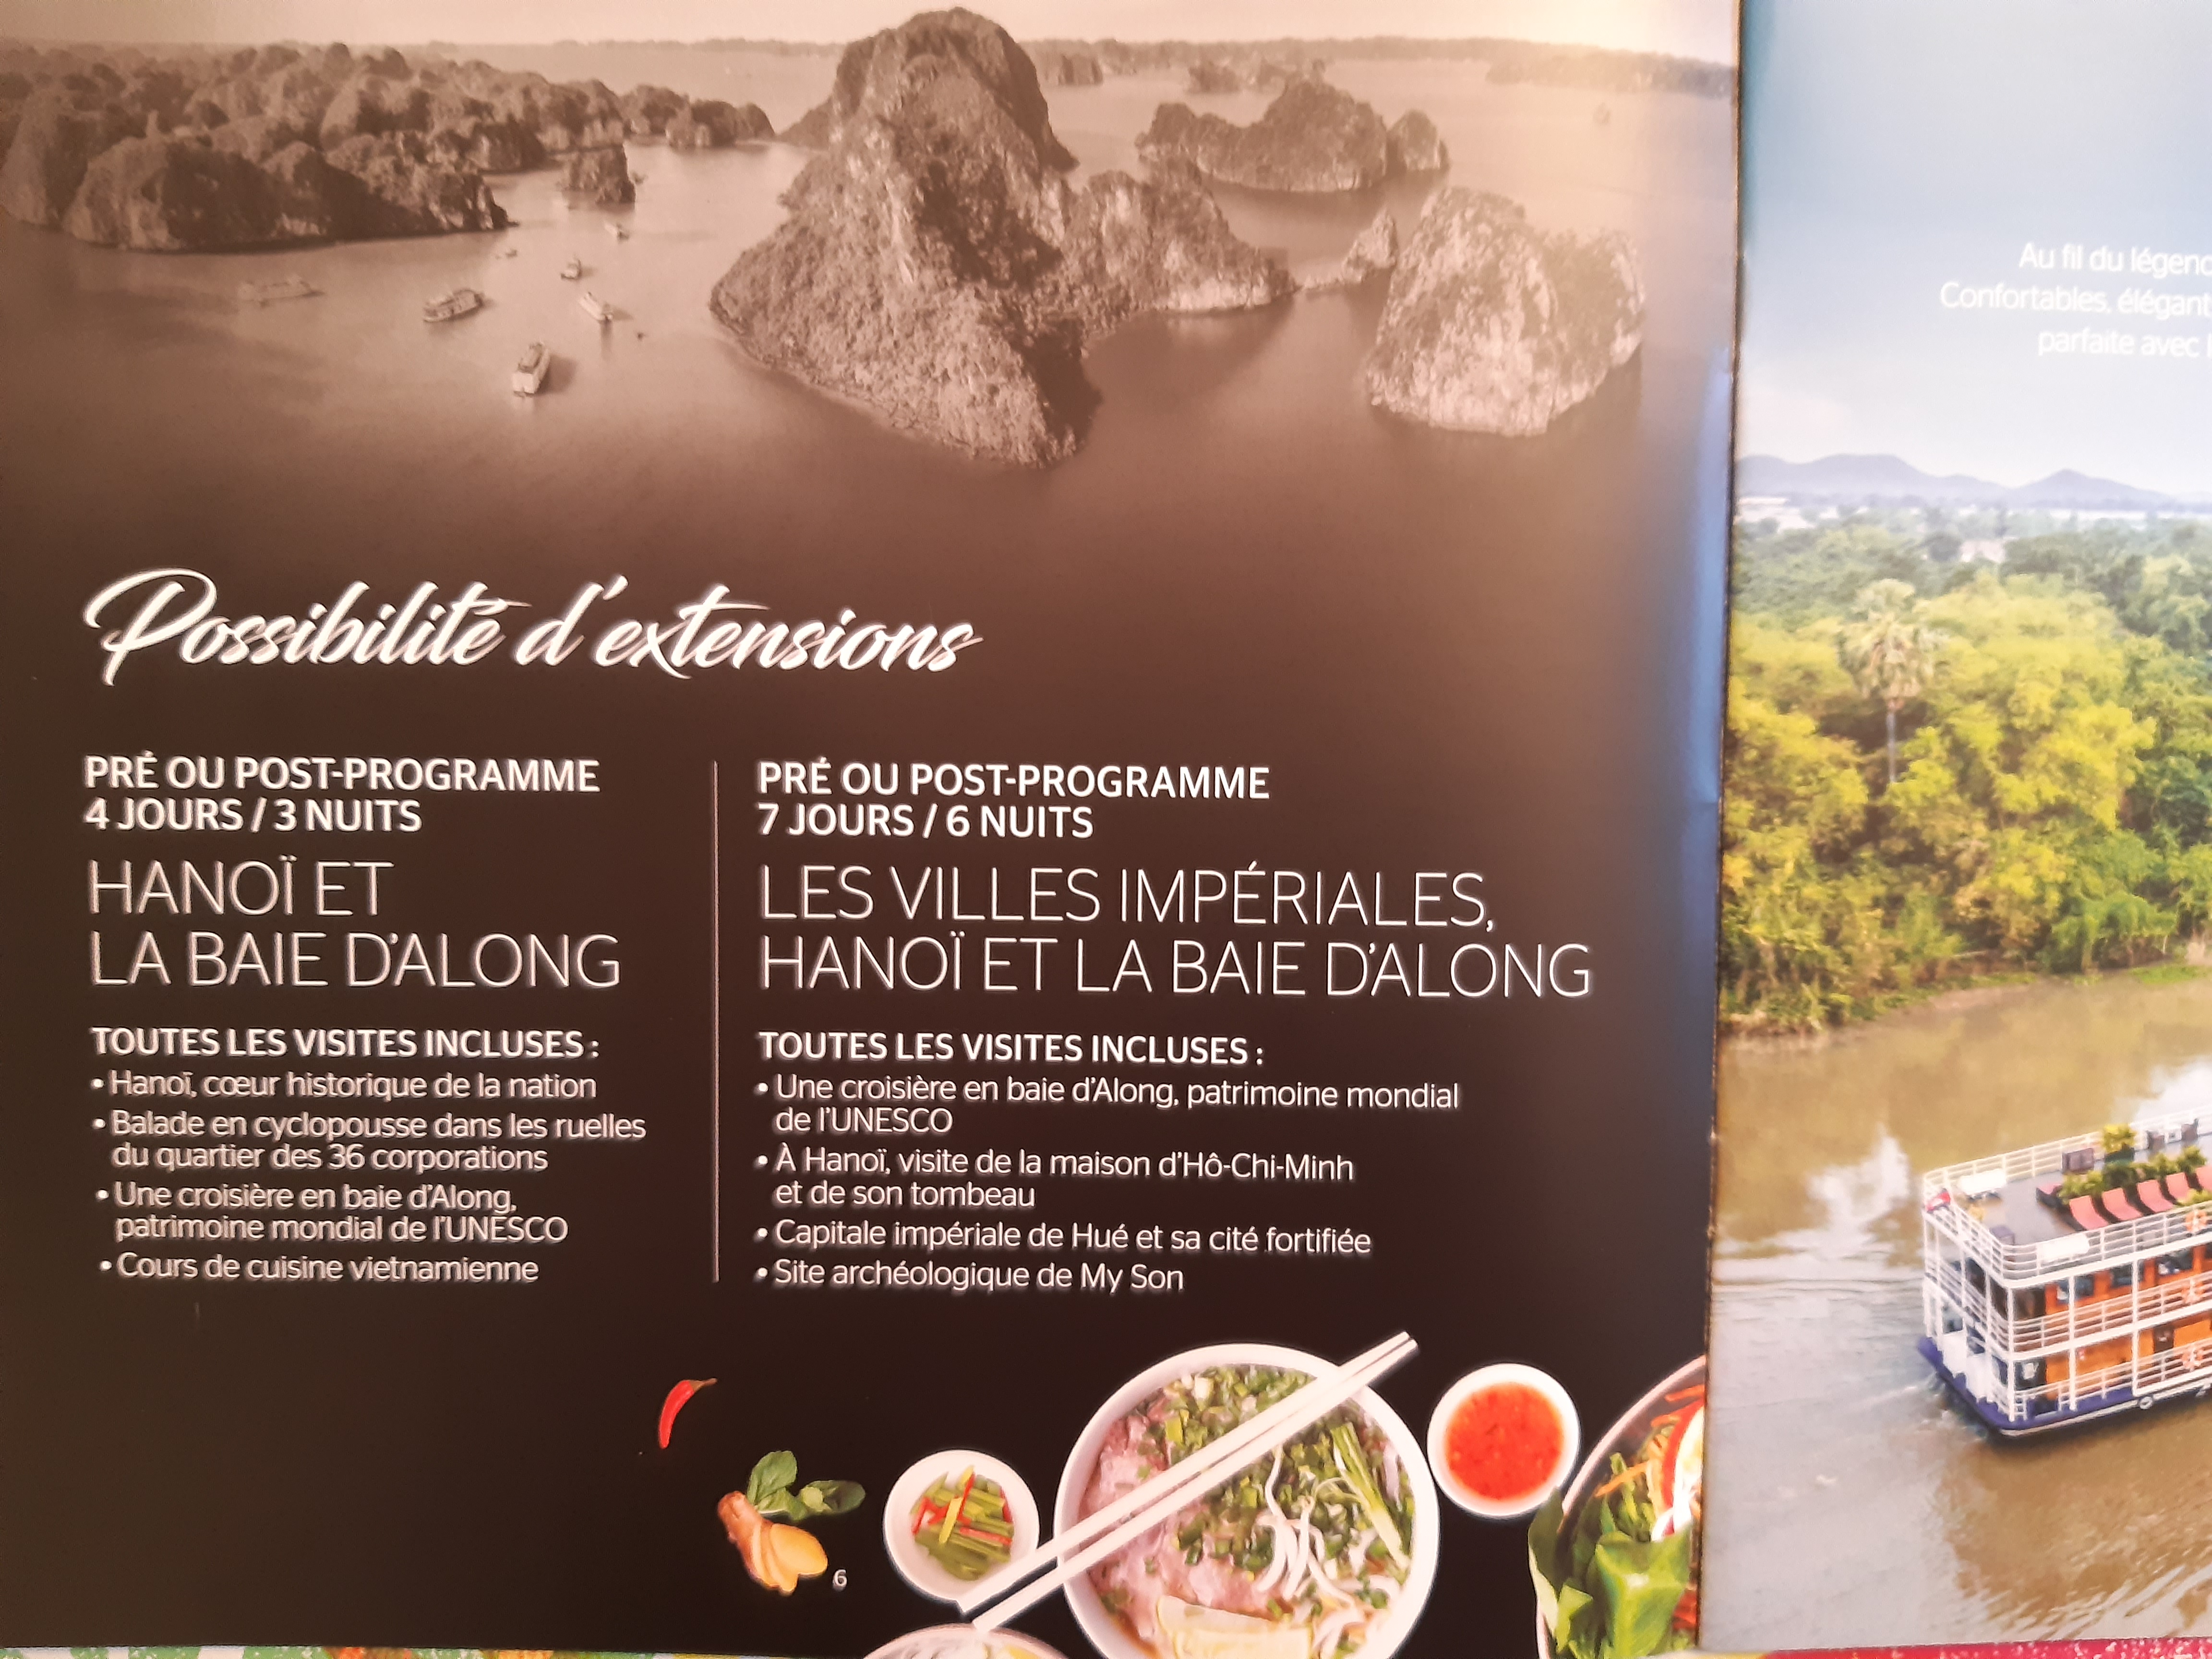 Possibilité d'extensions
PRÉ OU POST-PROGRAMME
4 JOURS / 3 NUITS
HANOÏ ET
LA BAIE D'ALONG
TOUTES LES VISITES INCLUSES :
• Hanoï, cœur historique de la nation
• Balade en cyclopousse dans les ruelles
du quartier des 36 corporations
• Une croisière en baie d'Along,
patrimoine mondial de l'UNESCO
• Cours de cuisine vietnamienne
PRÉ OU POST-PROGRAMME
7 JOURS / 6 NUITS
LES VILLES IMPÉRIALES,
HANOÏ ET LA BAIE D'ALONG
TOUTES LES VISITES INCLUSES :
• Une croisière en baie d'Along, patrimoine mondial
de l'UNESCO
• À Hanoï, visite de la maison d'Hô-Chi-Minh
et de son tombeau
• Capitale impériale de Hué et sa cité fortifiée
• Site archéologique de My Son
6
Au fil du
Confortables,
parfaite avec